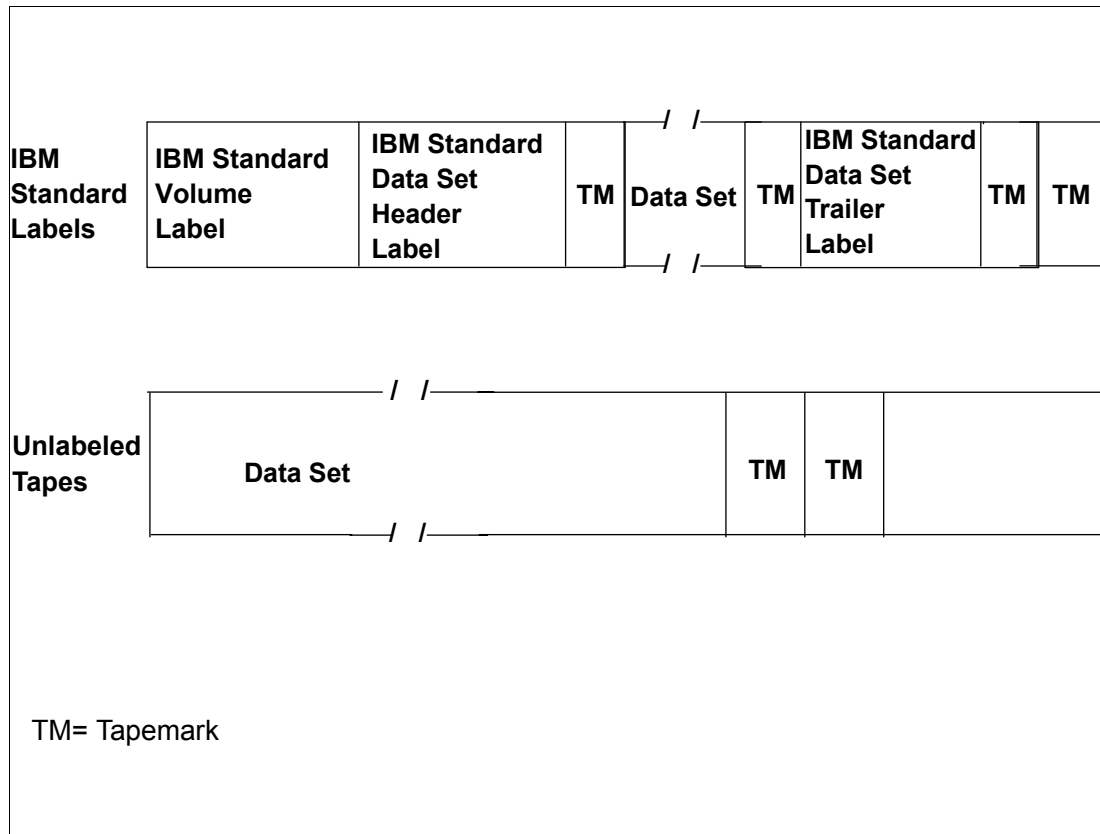 IBM
Standard
Labels
IBM Standard
Volume
Label
IBM Standard
Data Set
Header
Label
TM
Data Set
TM
IBM Standard
Data Set
Trailer
Label
TM
TM
Unlabeled
Tapes
Data Set
TM
TM
TM= Tapemark